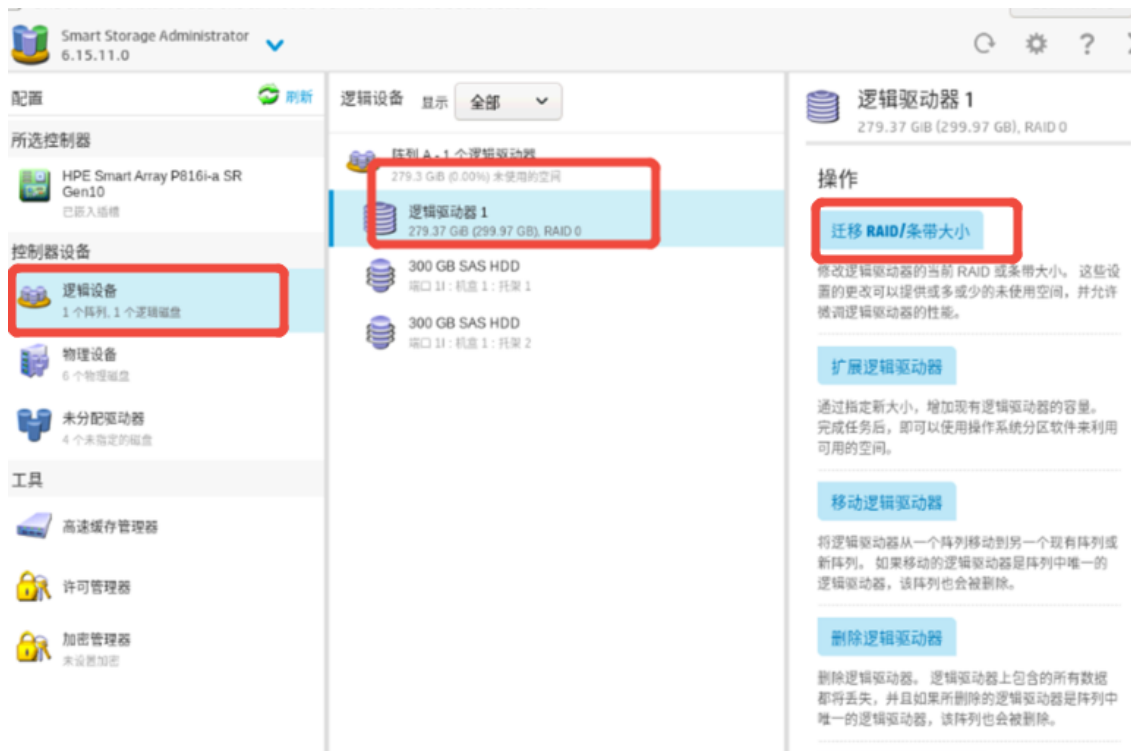 Smart Storage Administrator
6.15.11.0
配置
刷新
所选控制器
HPE Smart Array P816i-a SR
Gen10
已嵌入插槽
控制器设备
逻辑设备
1 个阵列, 1 个逻辑磁盘
物理设备
6 个物理磁盘
未分配驱动器
4 个未指定的磁盘
工具
高速缓存管理器
许可管理器
加密管理器
未设置加密
逻辑设备 显示 全部
阵列 A - 1 个逻辑驱动器
279.3 GiB (0.00%) 未使用的空间
逻辑驱动器 1
279.37 GiB (299.97 GB), RAID 0
300 GB SAS HDD
端口 1I : 机盒 1 : 托架 1
300 GB SAS HDD
端口 1I : 机盒 1 : 托架 2
逻辑驱动器 1
279.37 GiB (299.97 GB), RAID 0
操作
迁移 RAID/条带大小
修改逻辑驱动器的当前 RAID 或条带大小。 这些设
置的更改可以提供或多或少的未使用空间，并允许
微调逻辑驱动器的性能。
扩展逻辑驱动器
通过指定新大小，增加现有逻辑驱动器的容量。
完成任务后，即可以使用操作系统分区软件来利用
可用的空间。
移动逻辑驱动器
将逻辑驱动器从一个阵列移动到另一个现有阵列或
新阵列。 如果移动的逻辑驱动器是阵列中唯一的
逻辑驱动器，该阵列也会被删除。
删除逻辑驱动器
删除逻辑驱动器。 逻辑驱动器上包含的所有数据
都将丢失，并且如果所删除的逻辑驱动器是阵列中
唯一的逻辑驱动器，该阵列也会被删除。